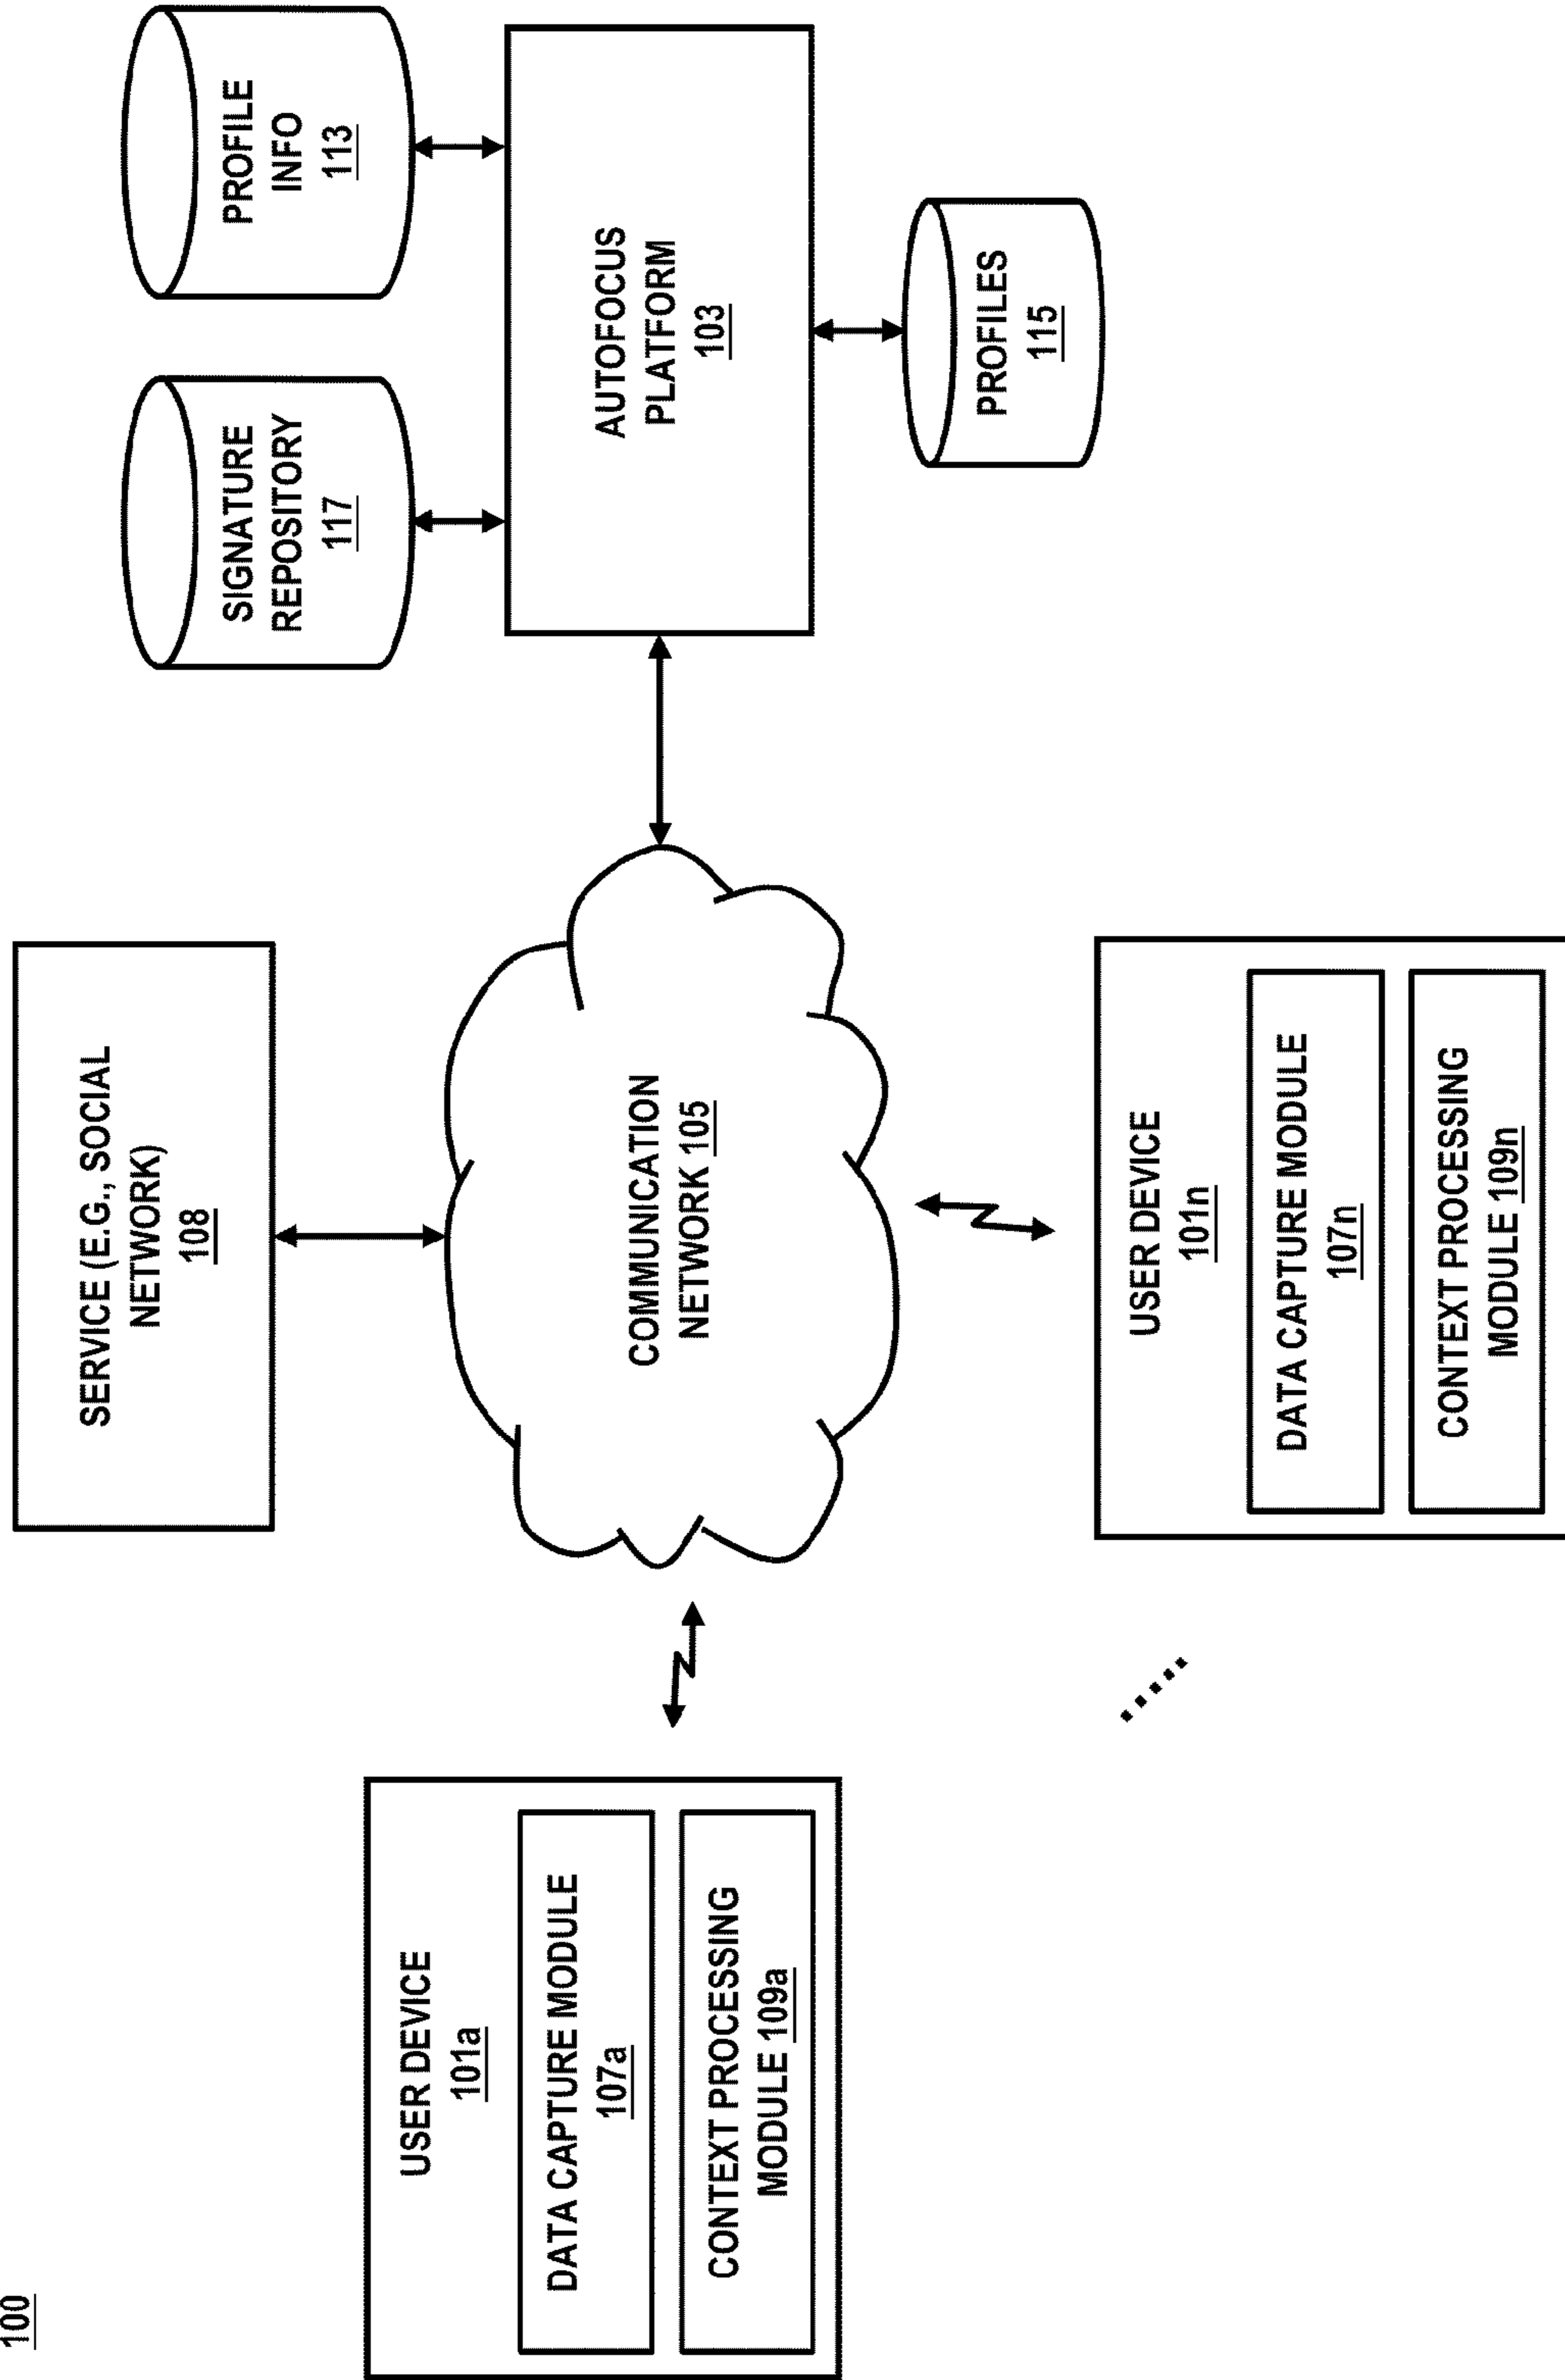 100
SERVICE (E.G., SOCIAL
NETWORK)
108
SIGNATURE
REPOSITORY
117
PROFILE
INFO
113
USER DEVICE
101a
DATA CAPTURE MODULE
107a
CONTEXT PROCESSING
MODULE 109a
COMMUNICATION
NETWORK 105
AUTOFOCUS
PLATFORM
103
PROFILES
115
USER DEVICE
101n
DATA CAPTURE MODULE
107n
CONTEXT PROCESSING
MODULE 109n